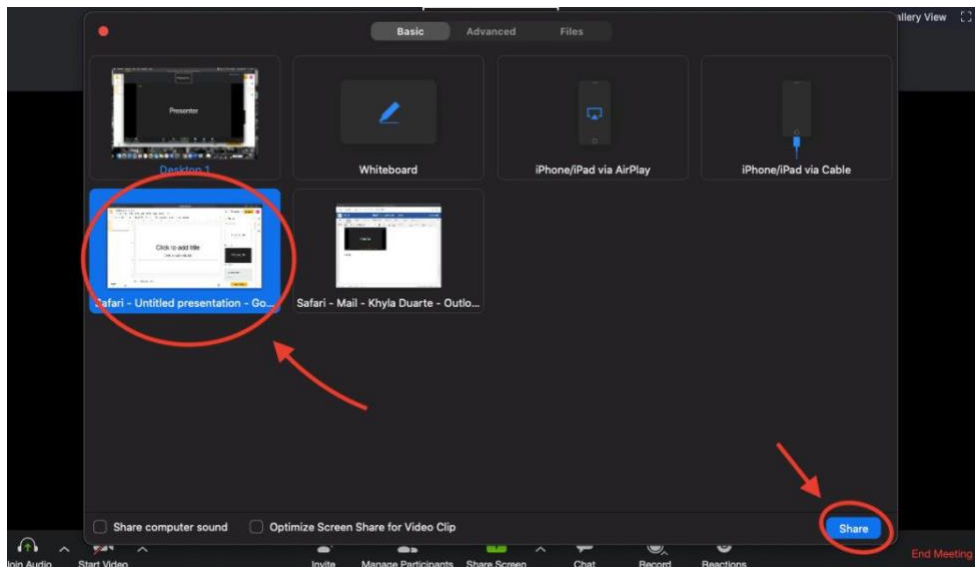 allery View
Basic Advanced Files
Presenter
Desktop 1 Whiteboard iPhone/iPad via AirPlay iPhone/iPad via Cable
Click to add title
Safari - Untitled presentation - Go... Safari - Mail - Khyla Duarte - Outlo...
Share computer sound Optimize Screen Share for Video Clip Share
oin Audio Start Video Invite Manage Participants Share Screen Chat Record Reactions End Meeting